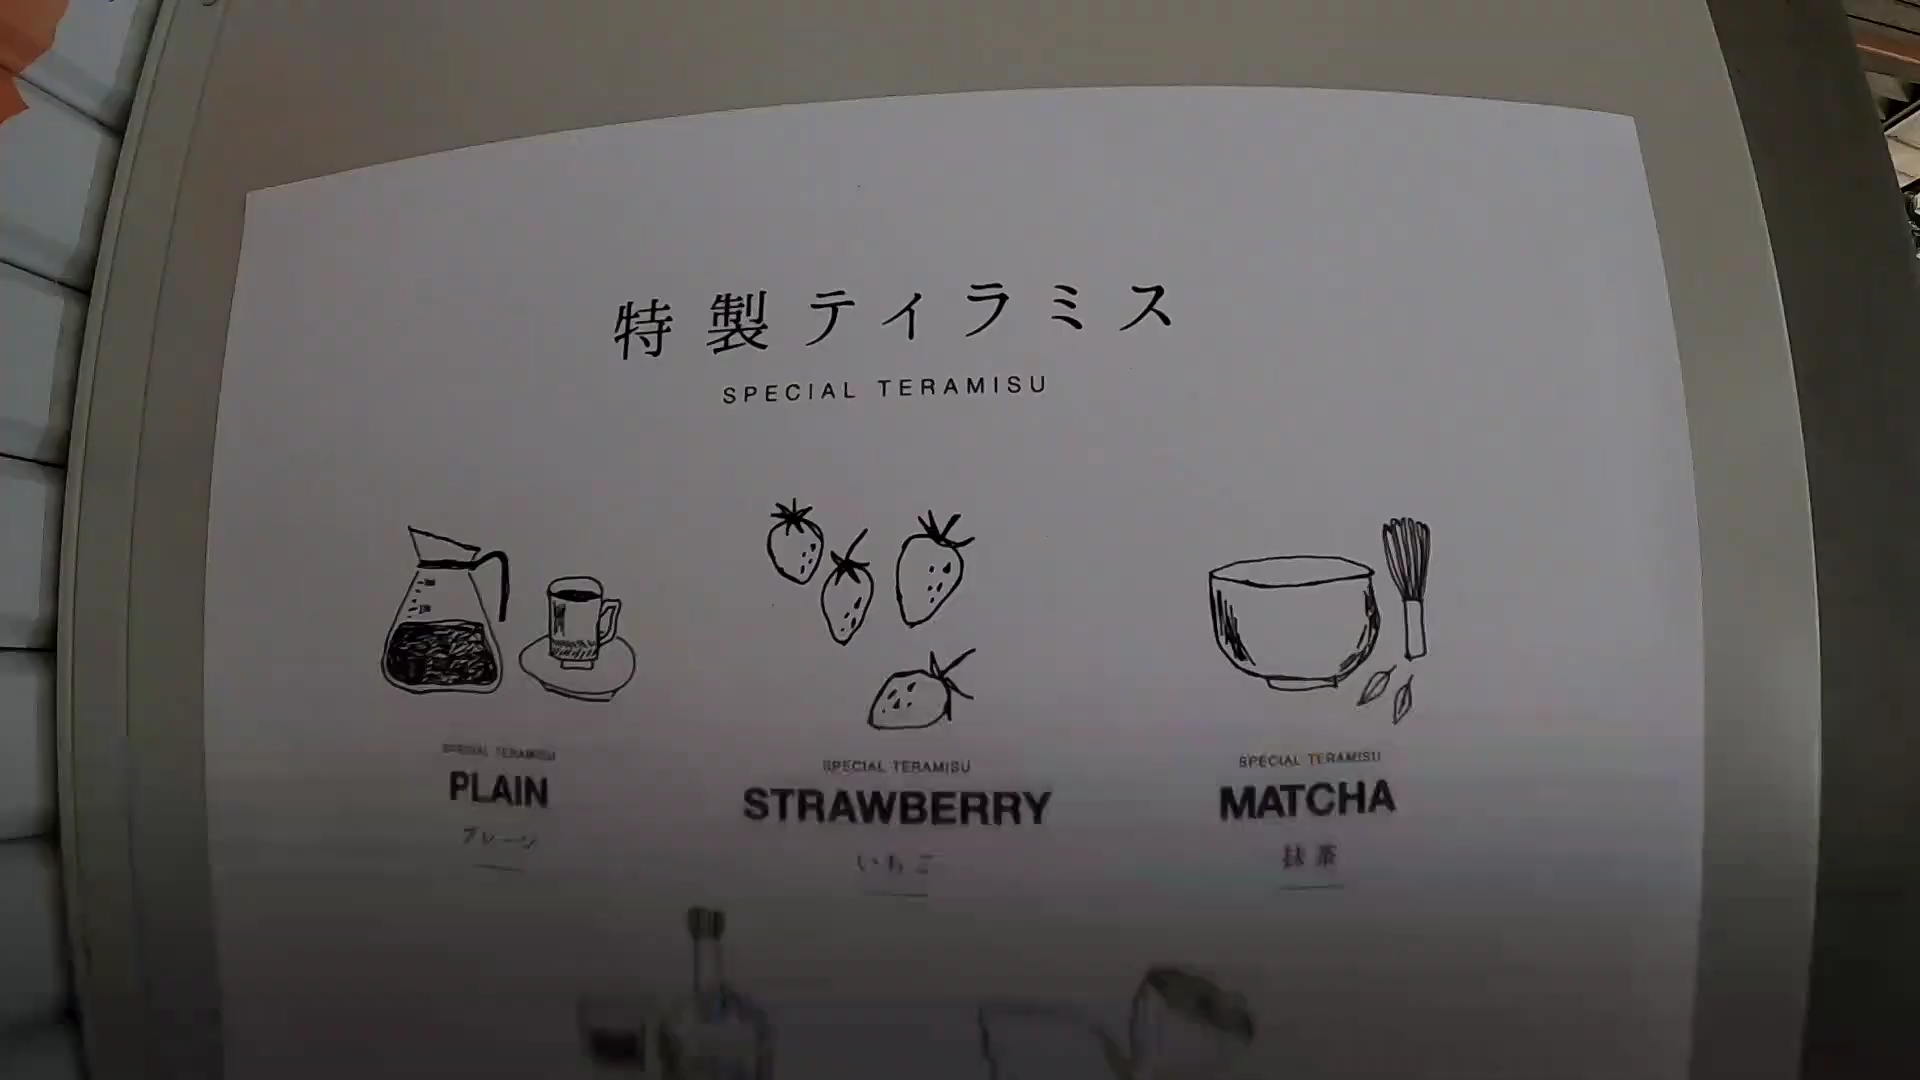 特製ティラミス
SPECIAL TERAMISU
SPECIAL TERAMISU
PLAIN
プレーン
SPECIAL TERAMISU
STRAWBERRY
いちご
SPECIAL TERAMISU
MATCHA
抹茶